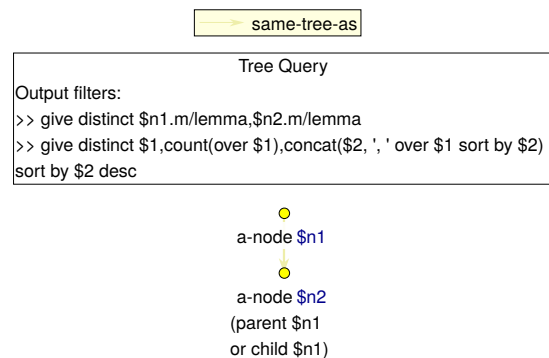 same-tree-as
Tree Query
Output filters:
>> give distinct $n1.m/lemma,$n2.m/lemma
>> give distinct $1,count(over $1),concat($2, ', ' over $1 sort by $2)
sort by $2 desc
a-node $n1
a-node $n2
(parent $n1
or child $n1)